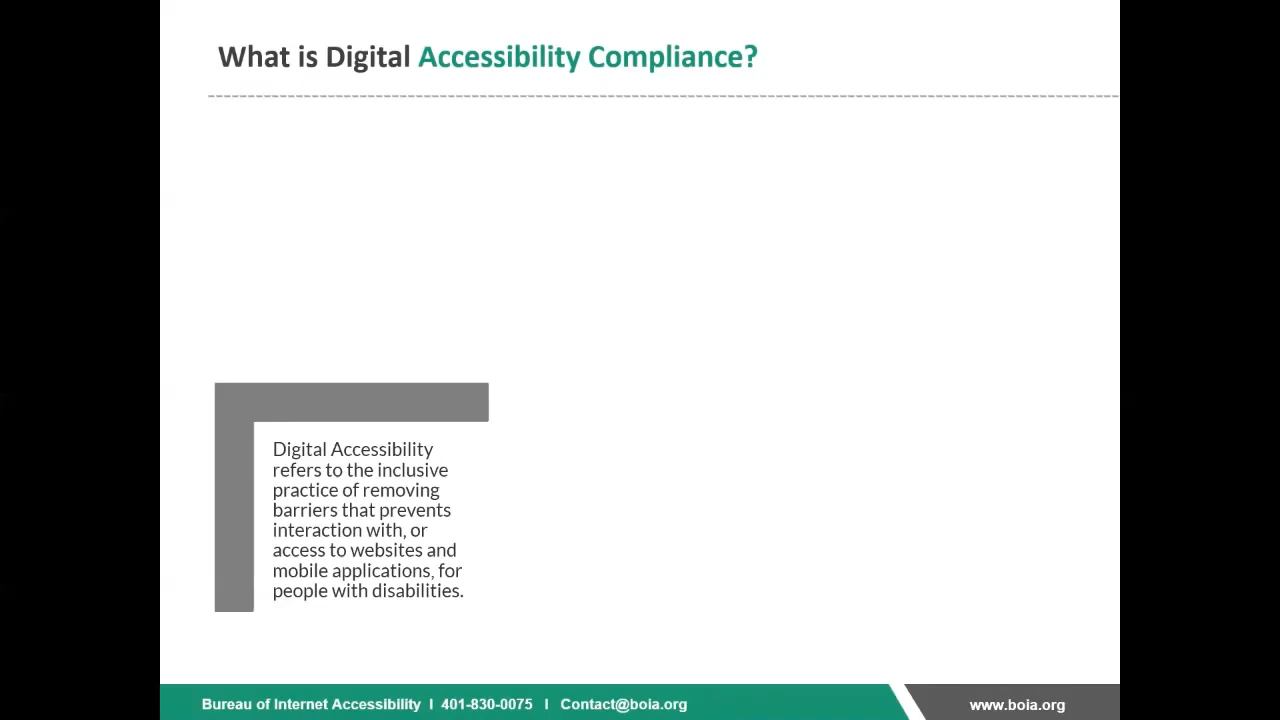 What is Digital Accessibility Compliance?
Digital Accessibility
refers to the inclusive
practice of removing
barriers that prevents
interaction with, or
access to websites and
mobile applications, for
people with disabilities.
Bureau of Internet Accessibility I 401-830-0075 I Contact@boia.org
www.boia.org